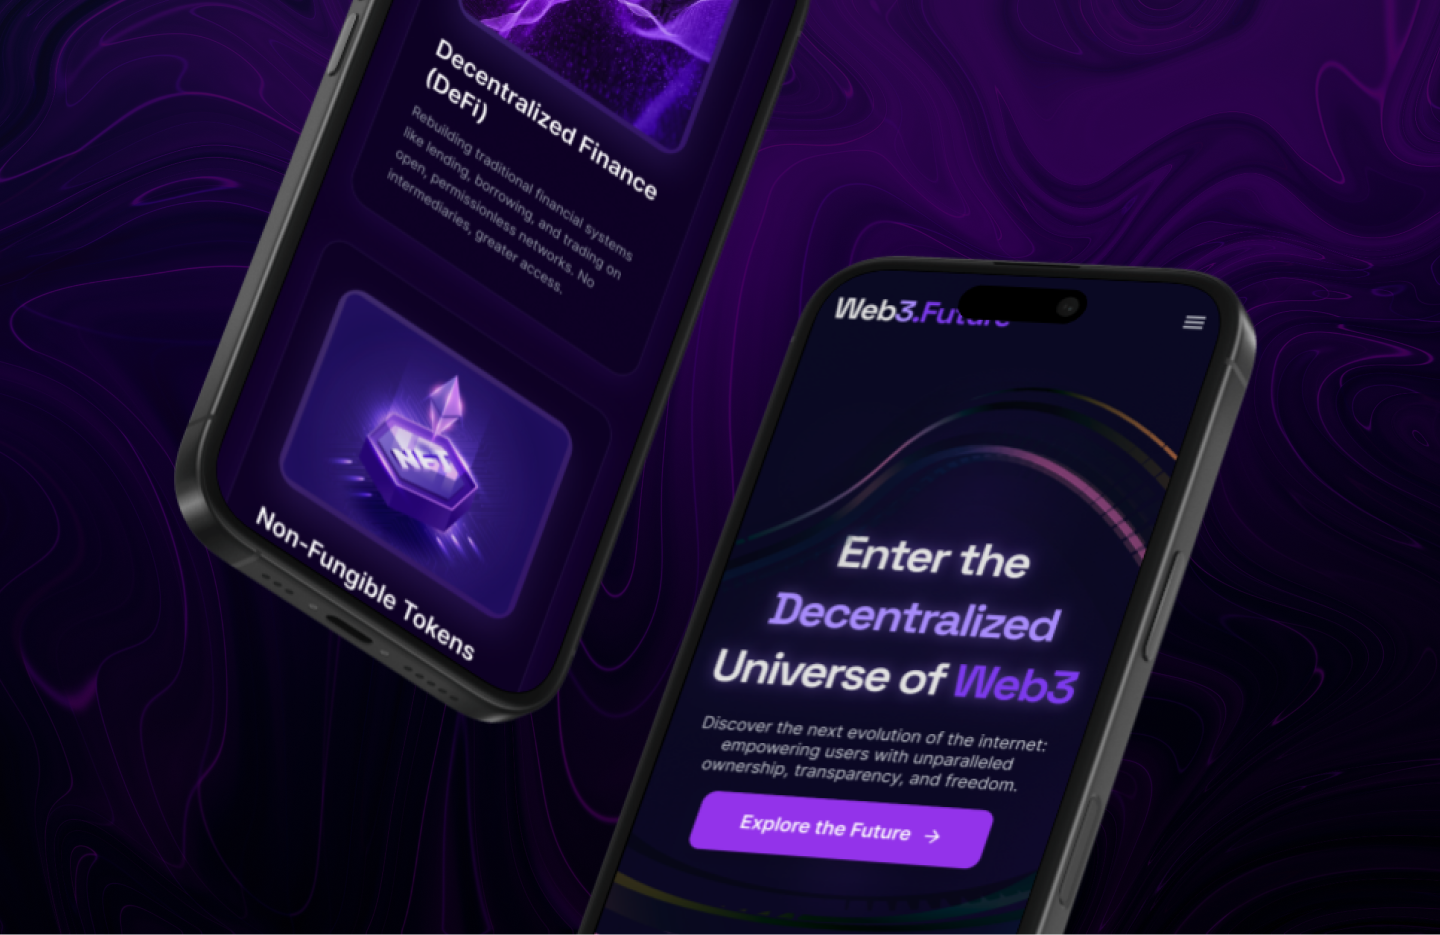 Decentralized Finance
(DeFi)
Rebuilding traditional financial systems
like lending, borrowing, and trading on
open, permissionless networks. No
intermediaries, greater access.
NFT
Non-Fungible Tokens
Web3.Future
Enter the
Decentralized
Universe of Web3
Discover the next evolution of the internet:
empowering users with unparalleled
ownership, transparency, and freedom.
Explore the Future →